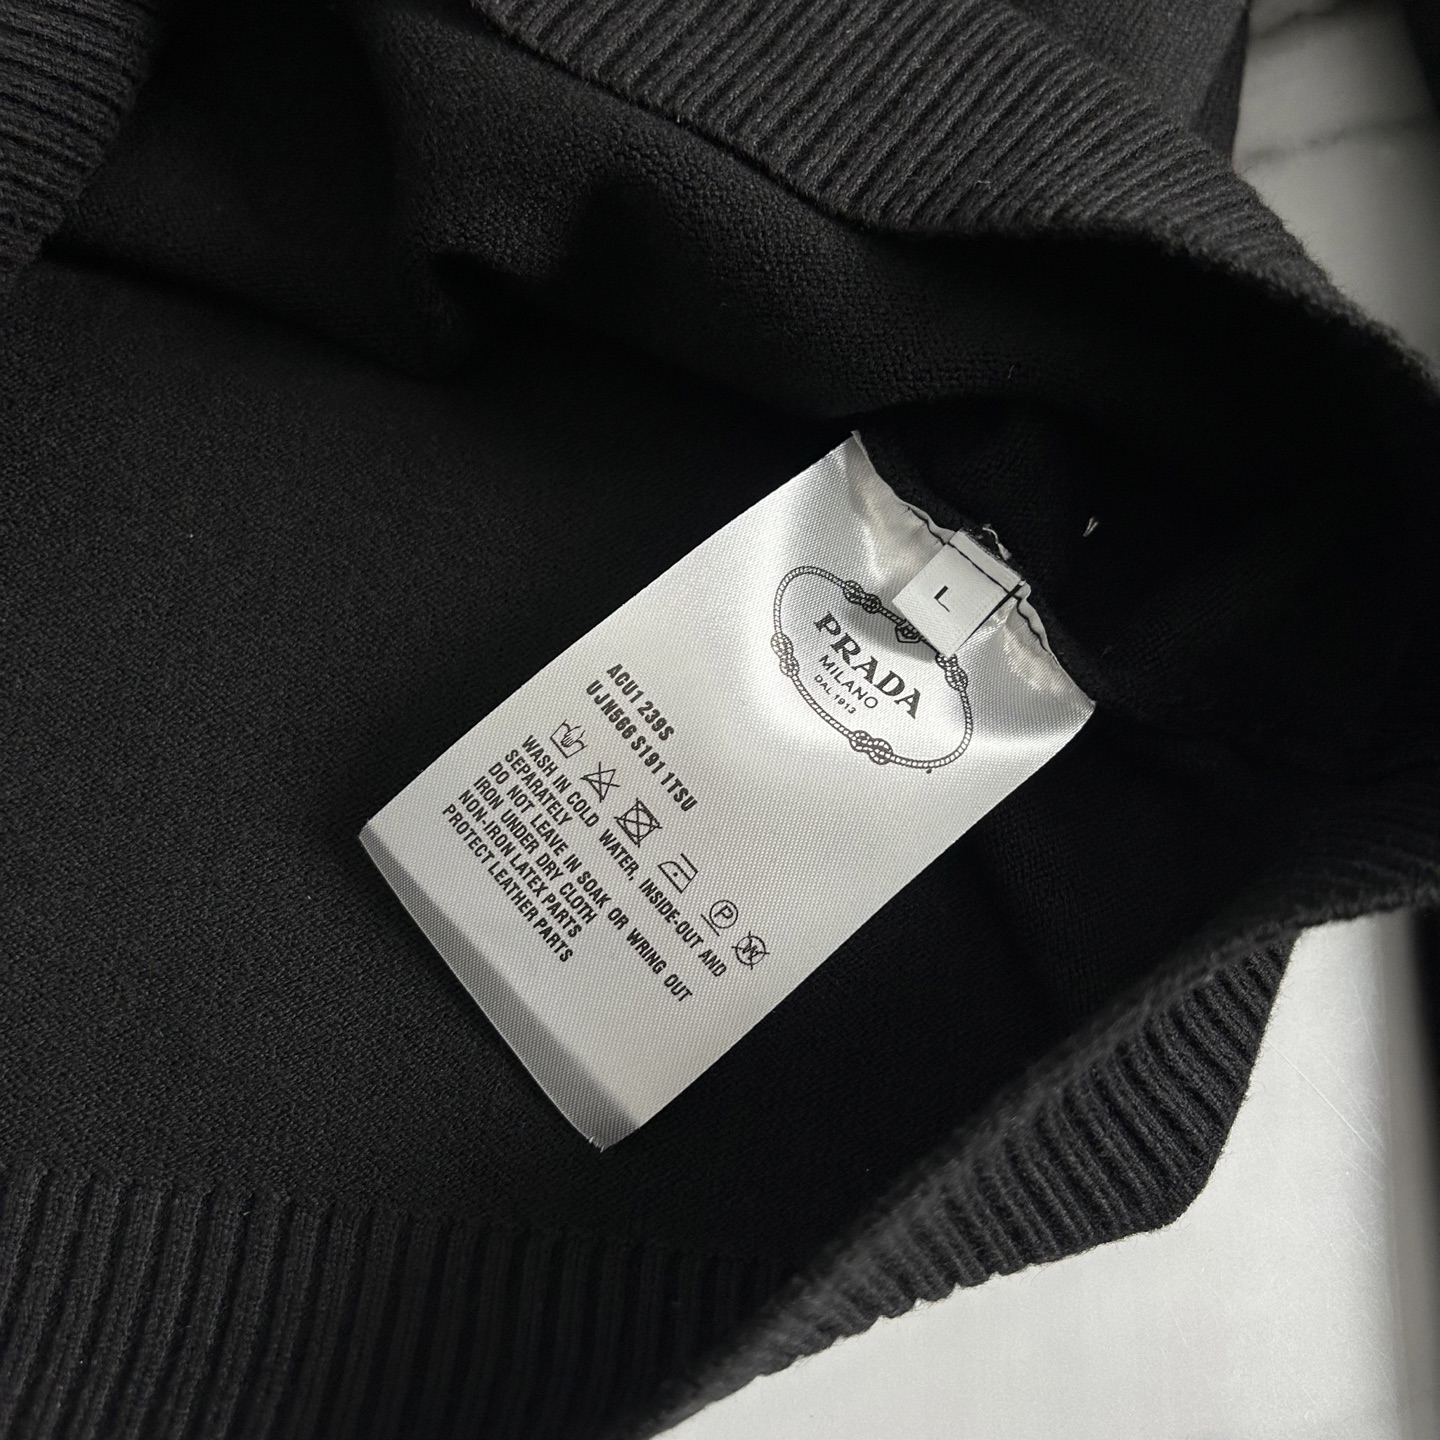 L
PRADA
MILANO
DAL 1913
ACU1 239S
UJN566 S191 1TSU
P
W
WASH IN COLD WATER, INSIDE-OUT AND
SEPARATELY
DO NOT LEAVE IN SOAK OR WRING OUT
IRON UNDER DRY CLOTH
NON-IRON LATEX PARTS
PROTECT LEATHER PARTS